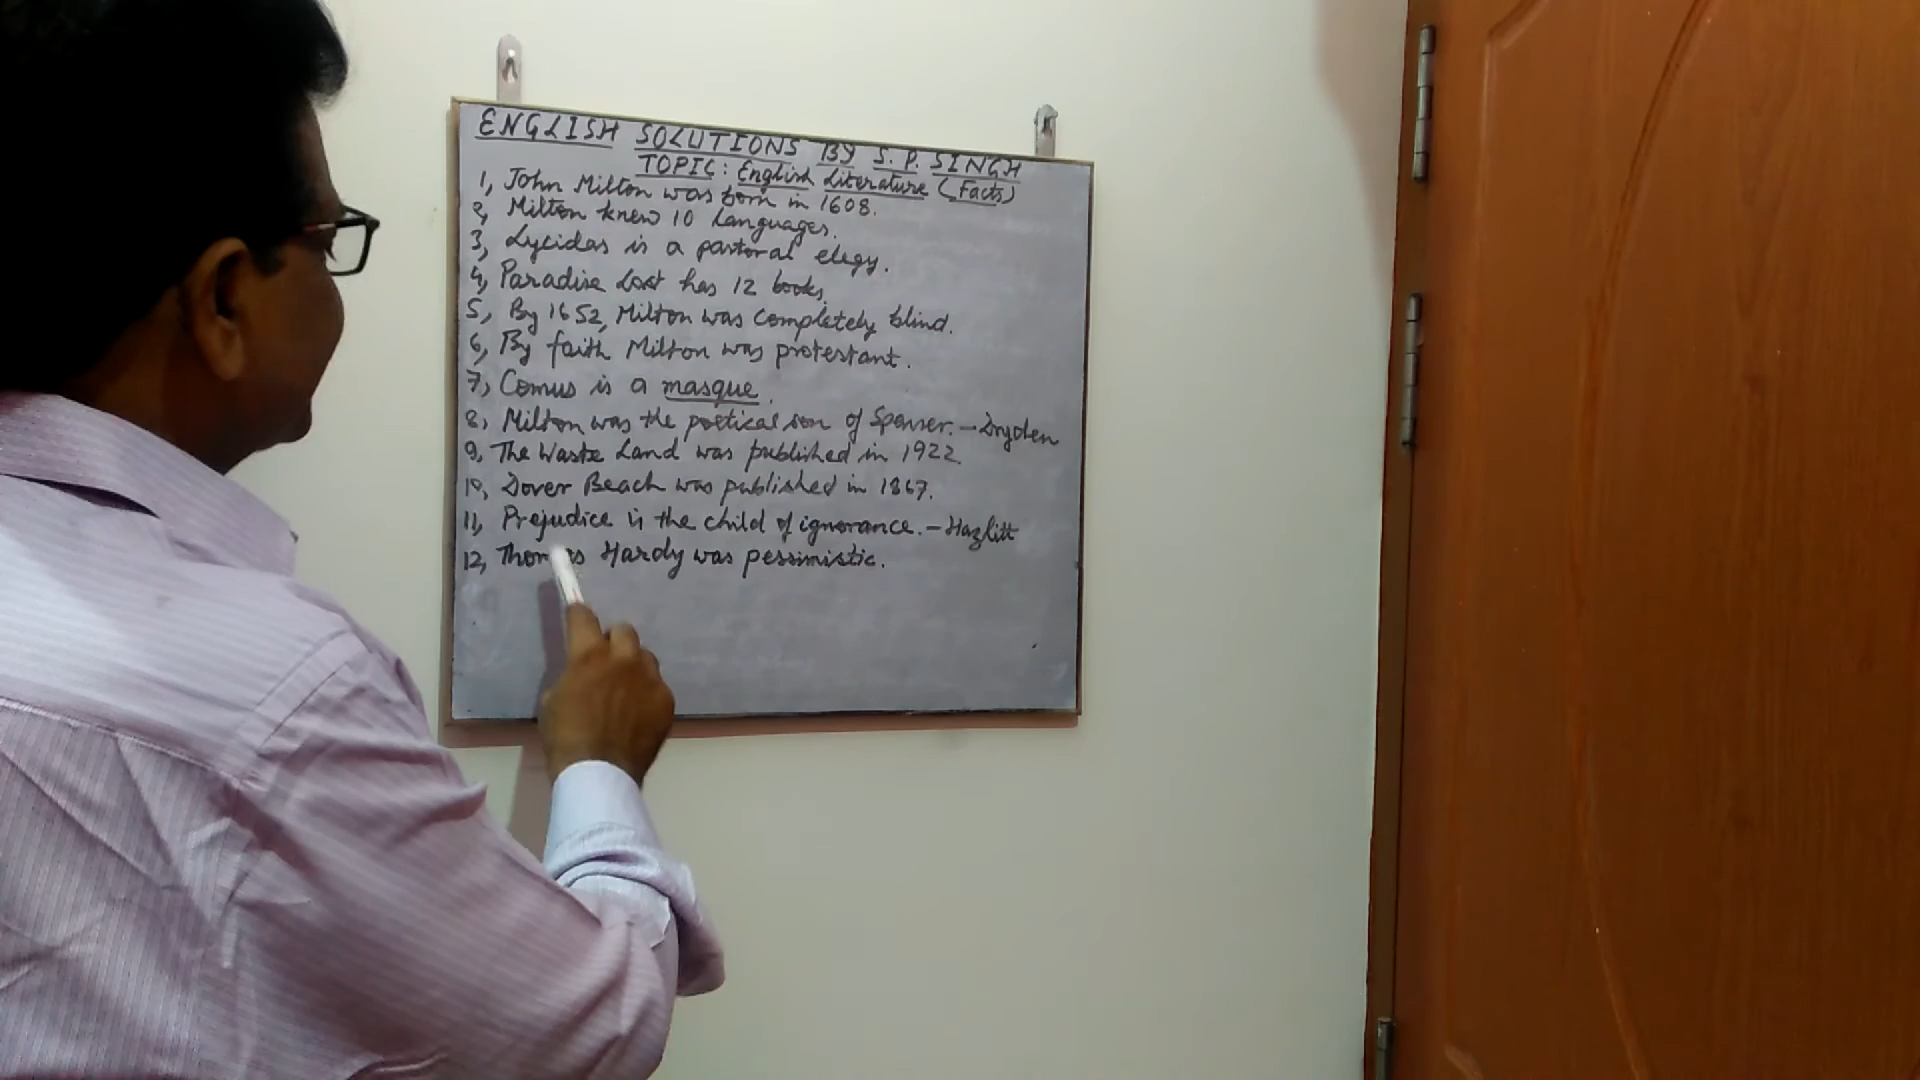 ENGLISH SOLUTIONS BY S. P. SINGH
TOPIC: English Literature (Facts)
1, John Milton was born in 1608.
2, Milton knew 10 languages.
3, Lycidas is a pastoral elegy.
4, Paradise Lost has 12 books.
5, By 1652, Milton was completely blind.
6, By faith Milton was protestant.
7, Comus is a masque.
8, Milton was the poetical son of Spenser. - Dryden
9, The Waste Land was published in 1922.
10, Dover Beach was published in 1867.
11, Prejudice is the child of ignorance. - Hazlitt
12, Thomas Hardy was pessimistic.